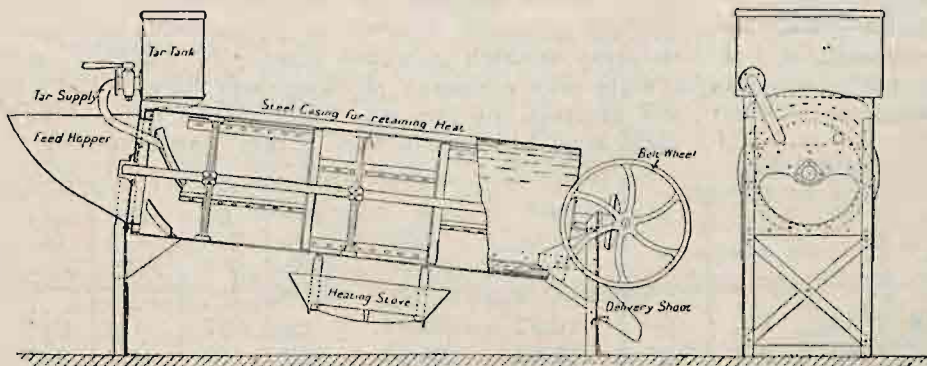 Tar Tank
Tar Supply
Steel Casing for retaining Heat
Feed Hopper
Belt Wheel
Heating Stove
Delivery Shoot